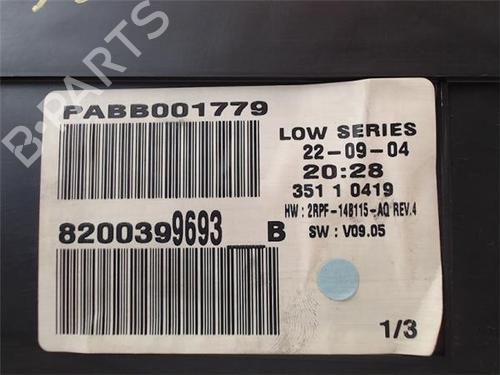 PABB001779
8200399693__B
LOW SERIES
22-09-04
20:28
351 1 0419
HW : 2RPF-14B115-AQ REV.4
SW : V09.05
1/3
B-PARTS